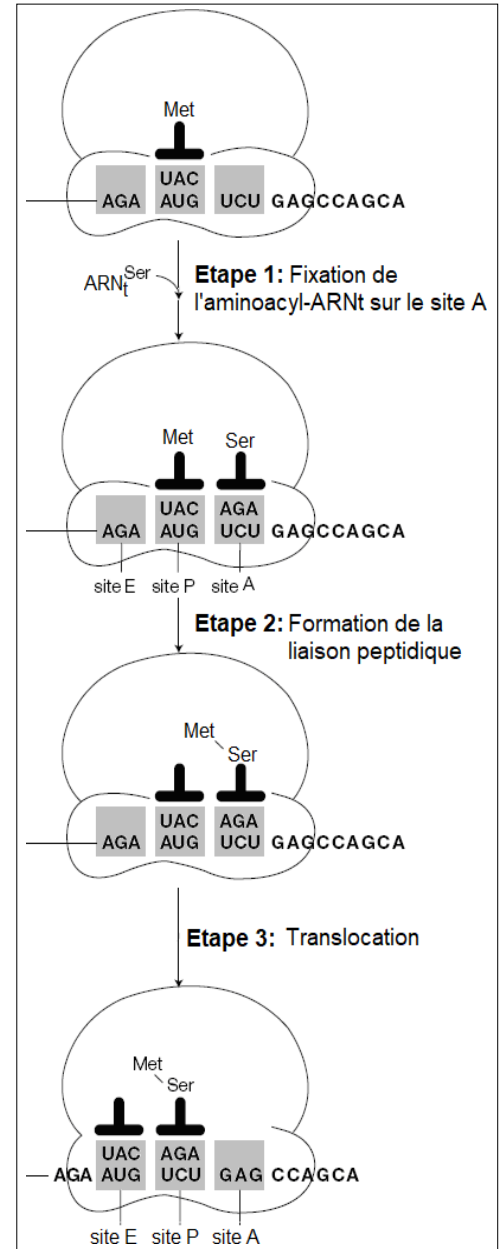 Met
UAC
AGA AUG UCU GAGCCAGCA
ARNtSer
Etape 1: Fixation de
l'aminoacyl-ARNt sur le site A
Met Ser
UAC AGA
AGA AUG UCU GAGCCAGCA
site E site P site A
Etape 2: Formation de la
liaison peptidique
Met
Ser
UAC AGA
AGA AUG UCU GAGCCAGCA
Etape 3: Translocation
Met
Ser
UAC AGA
AGA AUG UCU GAG CCAGCA
site E site P site A